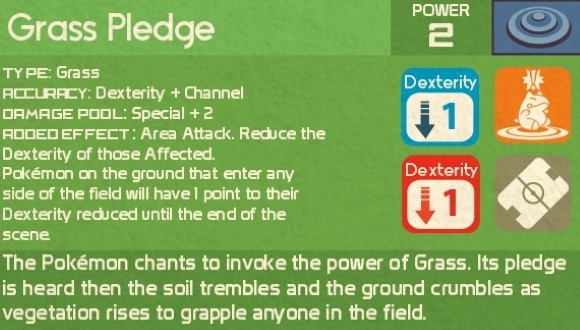 Grass Pledge
POWER
2
TYPE: Grass
ACCURACY: Dexterity + Channel
DAMAGE POOL: Special + 2
ADDED EFFECT: Area Attack. Reduce the
Dexterity of those Affected.
Pokémon on the ground that enter any
side of the field will have 1 point to their
Dexterity reduced until the end of the
scene.
Dexterity
1
Dexterity
1
The Pokémon chants to invoke the power of Grass. Its pledge
is heard then the soil trembles and the ground crumbles as
vegetation rises to grapple anyone in the field.